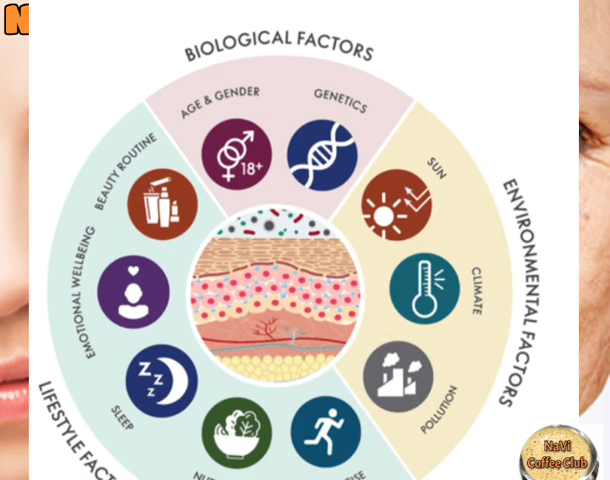 N
BIOLOGICAL FACTORS
AGE & GENDER
GENETICS
18+
BEAUTY ROUTINE
SUN
EMOTIONAL WELLBEING
CLIMATE
ENVIRONMENTAL FACTORS
POLLUTION
SLEEP
LIFESTYLE
NaVi
Coffee Club